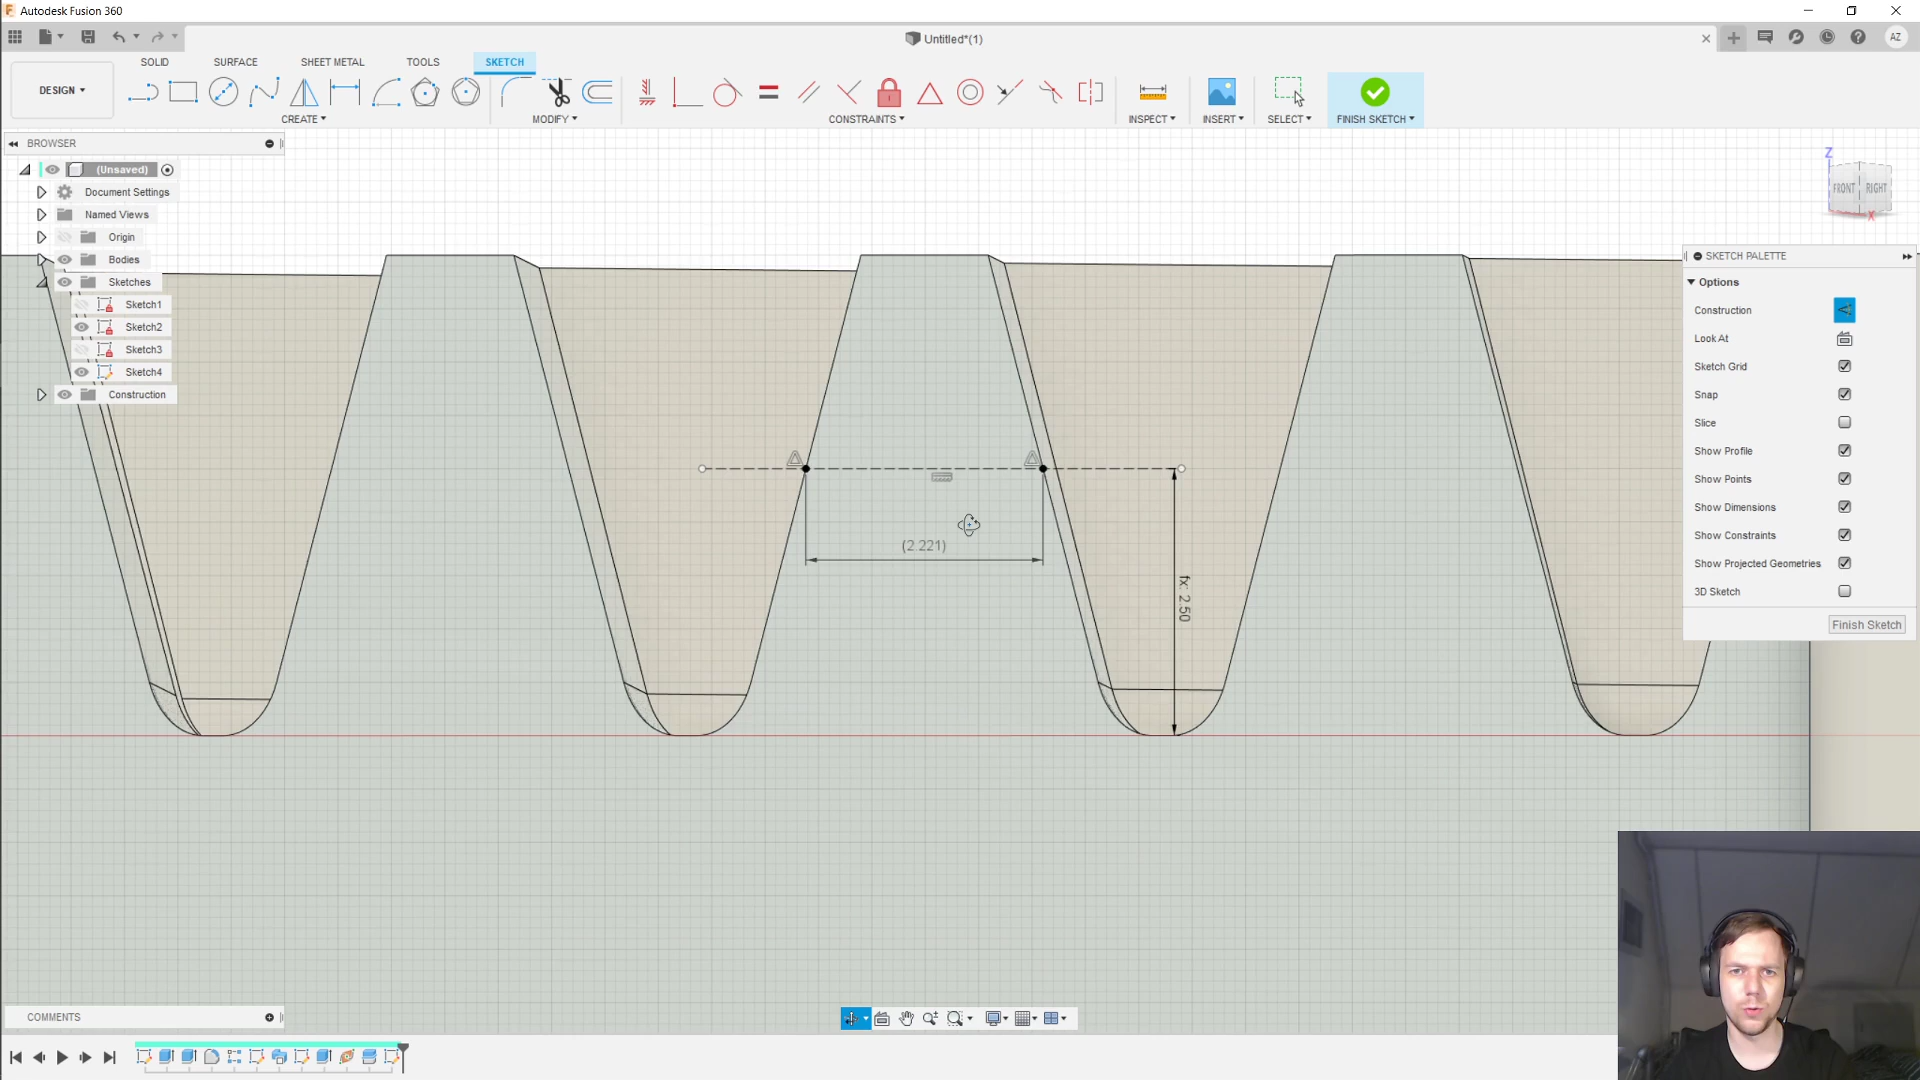 Autodesk Fusion 360
Untitled*(1)
AZ
SOLID
SURFACE
SHEET METAL
TOOLS
SKETCH
DESIGN
CREATE
MODIFY
CONSTRAINTS
INSPECT
INSERT
SELECT
FINISH SKETCH
BROWSER
(Unsaved)
Document Settings
Named Views
Origin
Bodies
Sketches
Sketch1
Sketch2
Sketch3
Sketch4
Construction
Z
FRONT
RIGHT
X
SKETCH PALETTE
Options
Construction
Look At
Sketch Grid
Snap
Slice
Show Profile
Show Points
Show Dimensions
Show Constraints
Show Projected Geometries
3D Sketch
Finish Sketch
(2.221)
fx: 2.50
COMMENTS